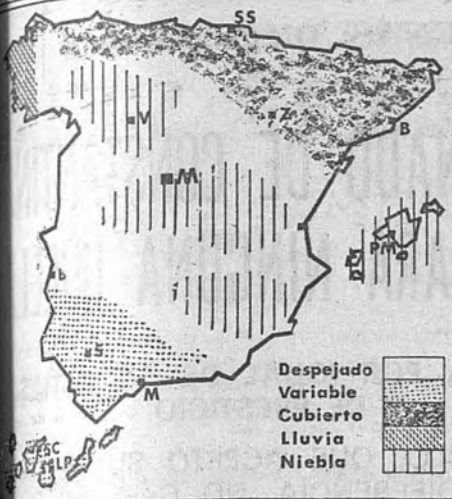 SS
V
Z
B
M
PM
b
S
M
SC
LP
Despejado
Variable
Cubierto
Lluvia
Niebla